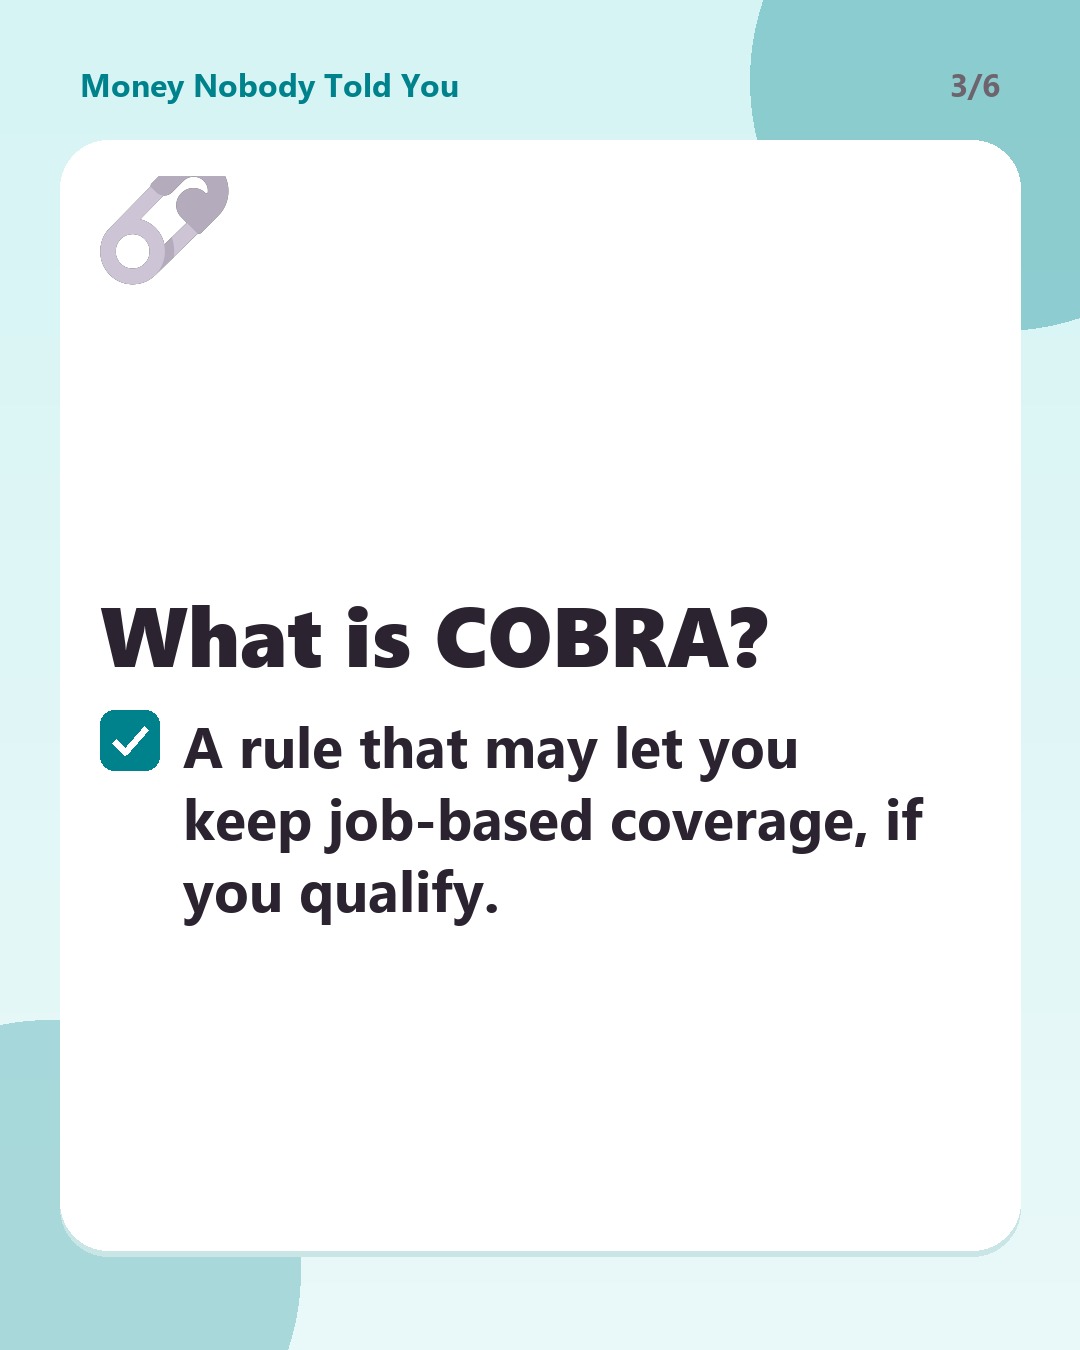 Money Nobody Told You
3/6
What is COBRA?
A rule that may let you
keep job-based coverage, if
you qualify.